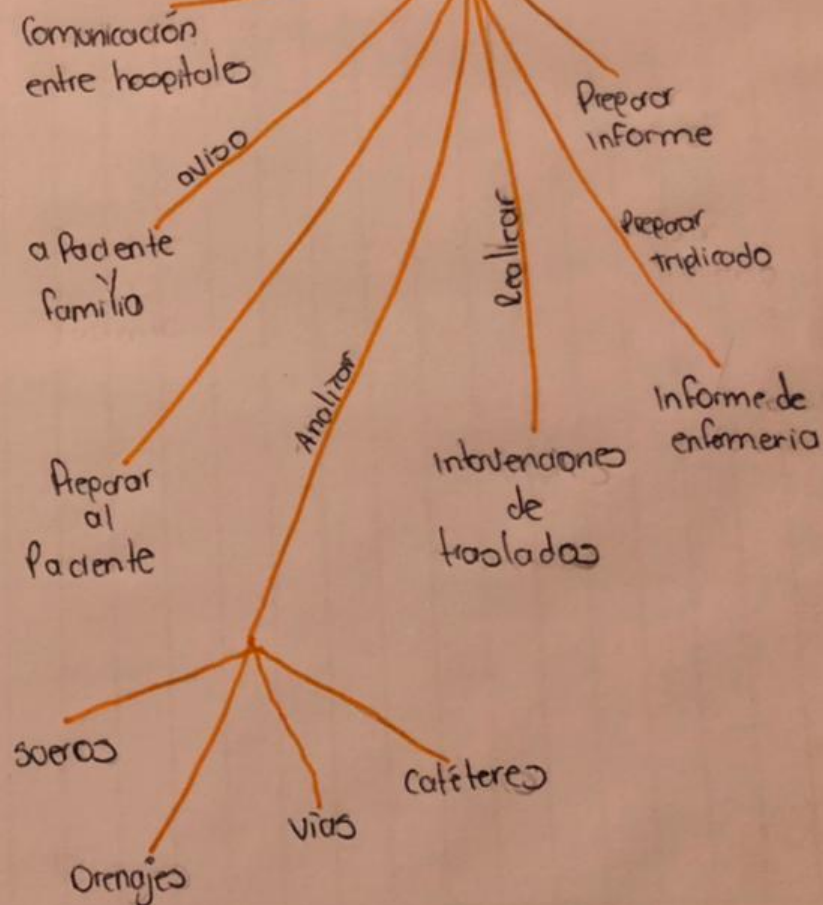 Comunicación
entre hospitales
aviso
a Paciente
y
familia
Preparar
al
Paciente
Analizar
sueros
Drenajes
vías
Catéteres
Realizar
Intervenciones
de
traslados
Preparar
informe
Preparar
triplicado
Informe de
enfermeria